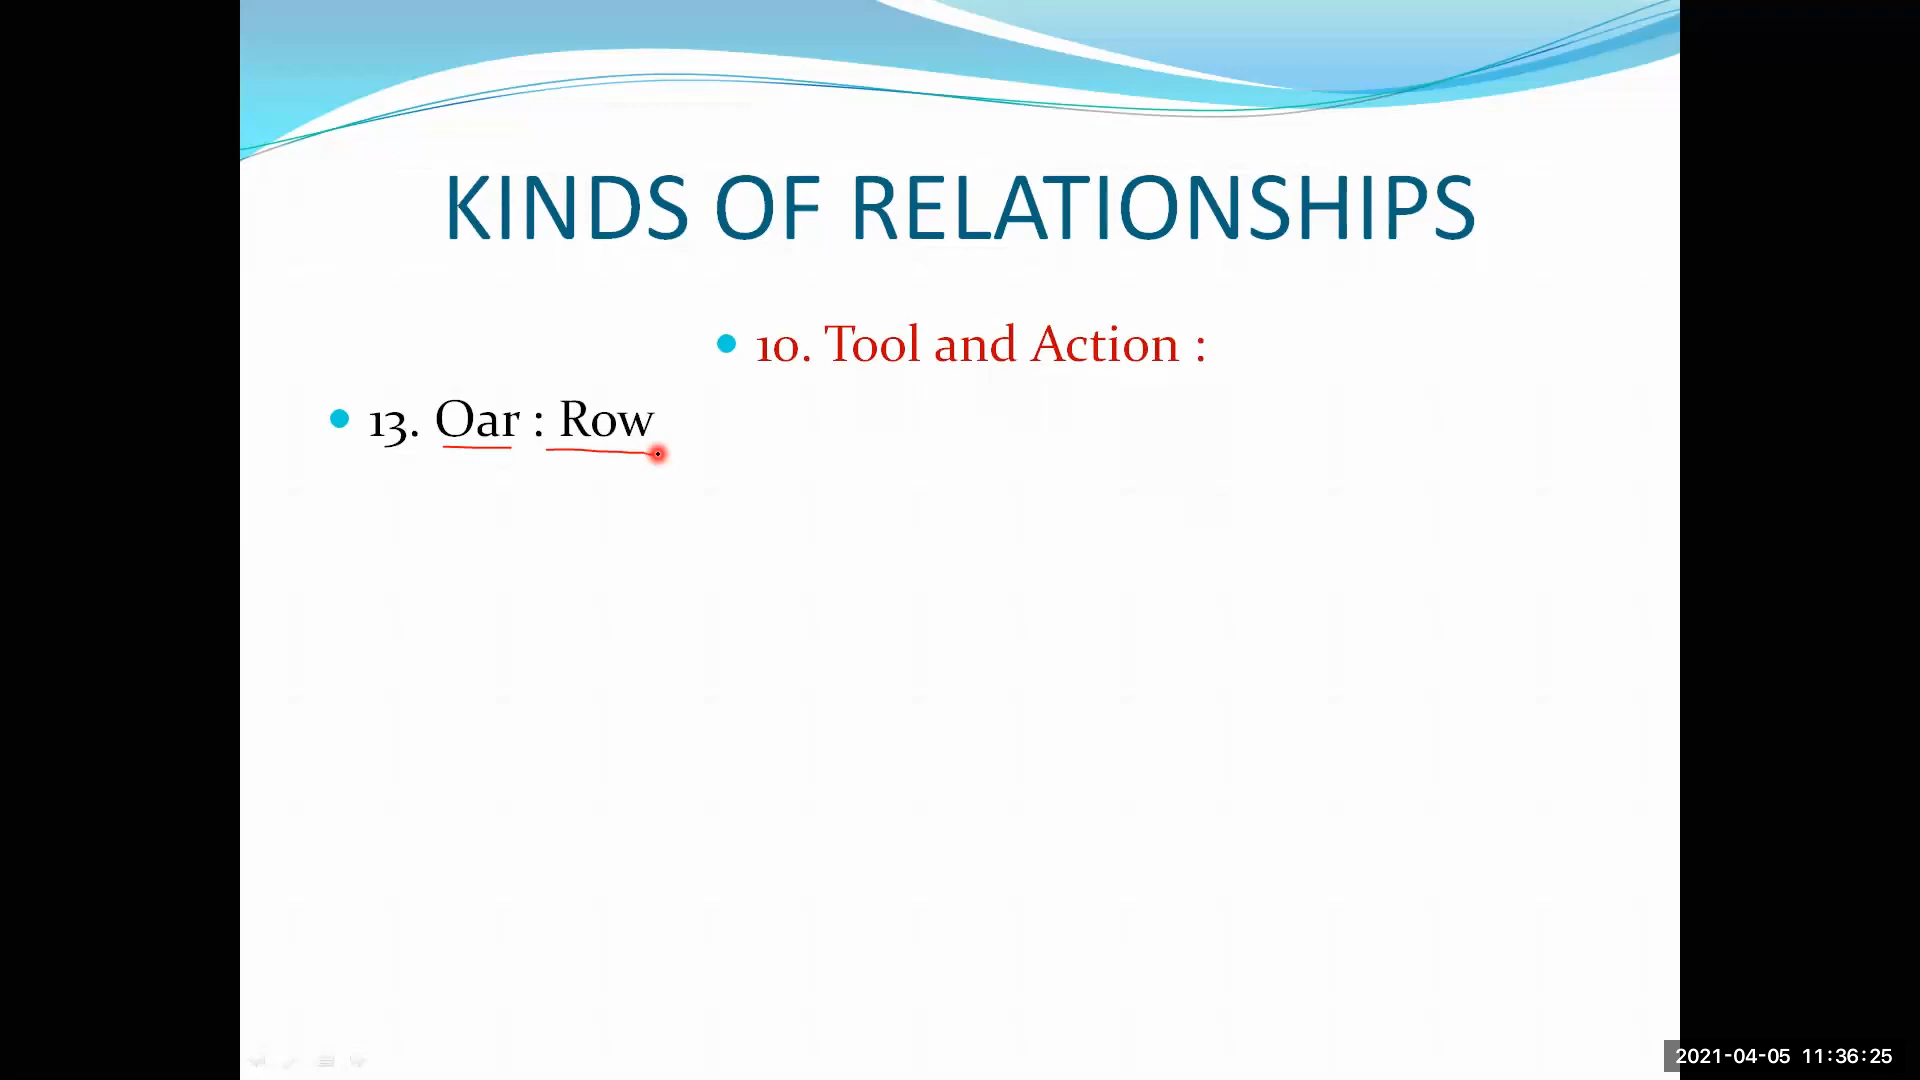 KINDS OF RELATIONSHIPS
• 10. Tool and Action :
• 13. Oar : Row
2021-04-05 11:36:25